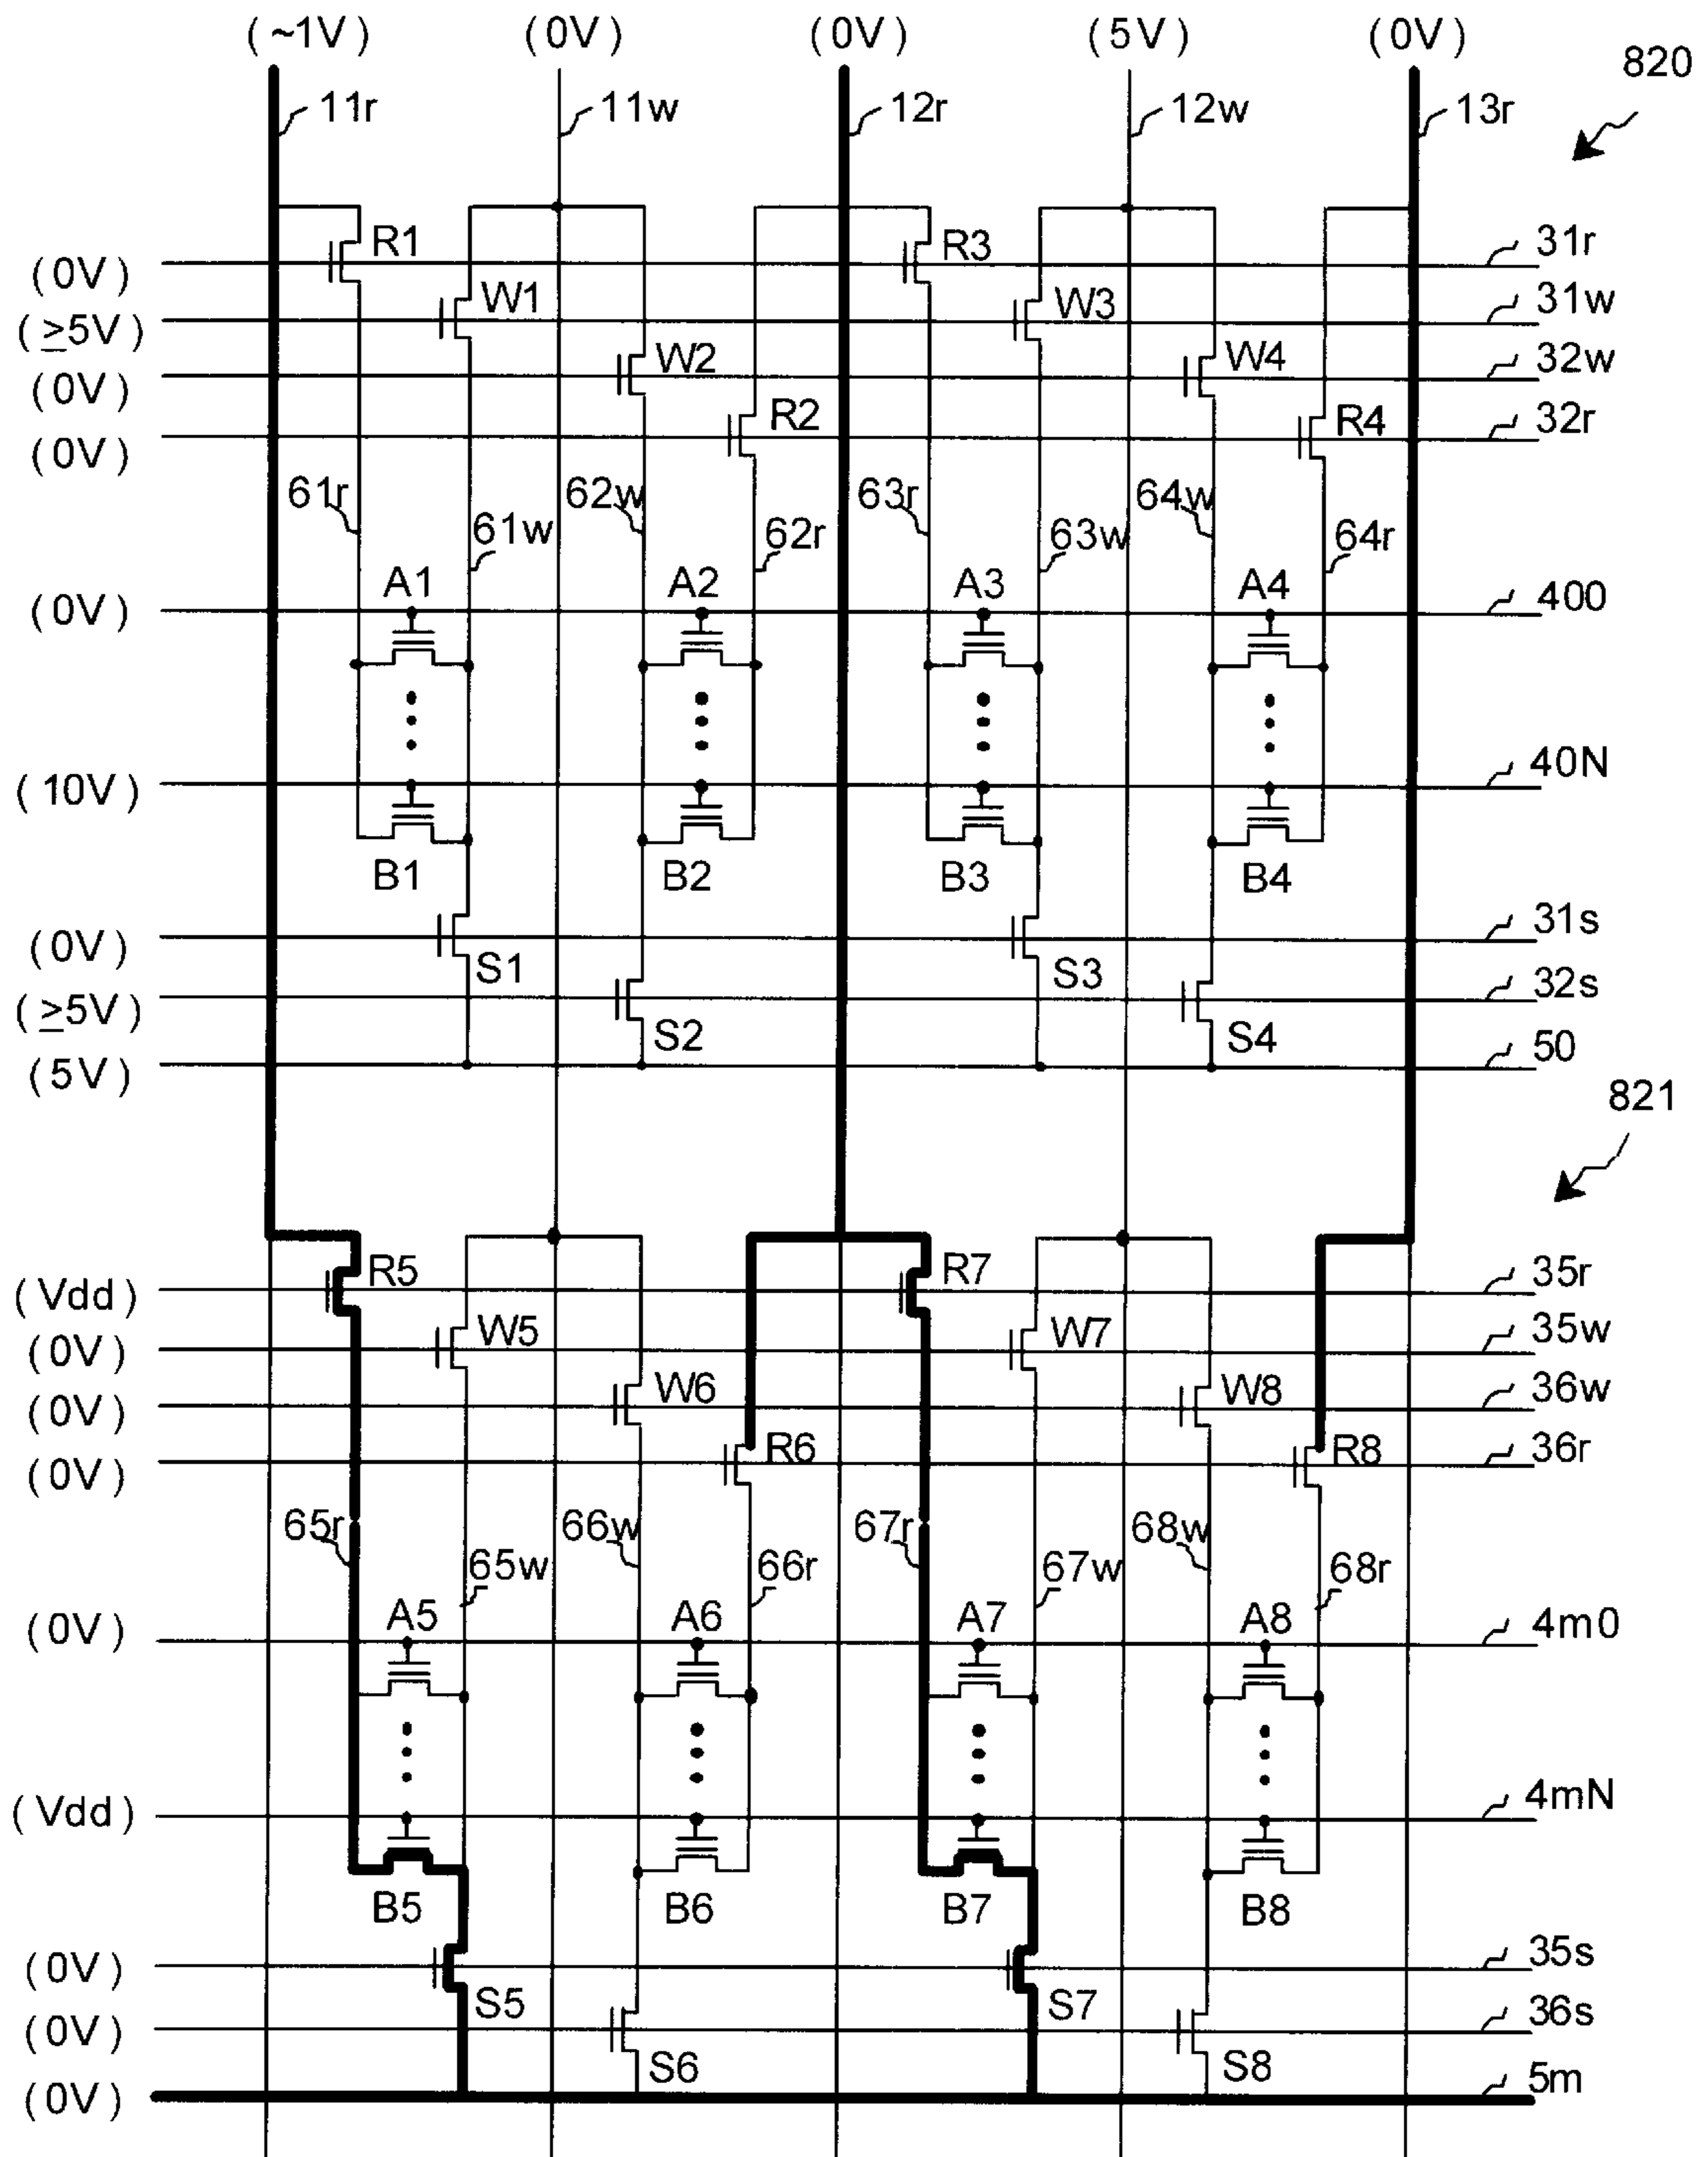 (~1V) (0V) (0V) (5V) (0V)
820
11r 11w 12r 12w 13r
(0V) R1 R3 31r
(≥5V) W1 W3 31w
(0V) W2 W4 32w
(0V) R2 R4 32r
61r 62w 63r 64w
61w 62r 63w 64r
(0V) A1 A2 A3 A4 400
(10V) 40N
B1 B2 B3 B4
(0V) 31s
S1 S3
(≥5V) 32s
S2 S4
(5V) 50
821
(Vdd) R5 R7 35r
(0V) W5 W7 35w
(0V) W6 W8 36w
(0V) R6 R8 36r
65r 66w 67r 68w
65w 66r 67w 68r
(0V) A5 A6 A7 A8 4m0
(Vdd) 4mN
B5 B6 B7 B8
(0V) 35s
S5 S7
(0V) 36s
S6 S8
(0V) 5m